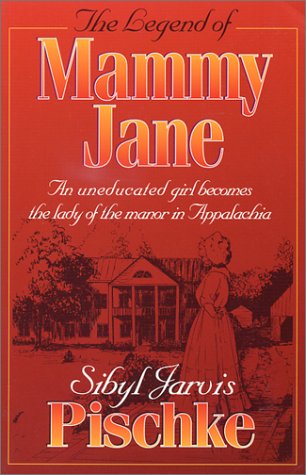 The Legend of
Mammy
Jane
An uneducated girl becomes
the lady of the manor in Appalachia
Sibyl Jarvis
Pischke